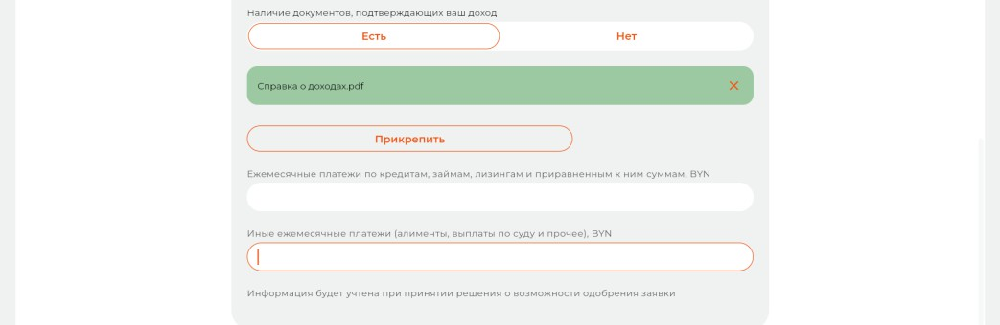 Наличие документов, подтверждающих ваш доход
Есть
Нет
Справка о доходах.pdf
Прикрепить
Ежемесячные платежи по кредитам, займам, лизингам и приравненным к ним суммам, BYN
Иные ежемесячные платежи (алименты, выплаты по суду и прочее), BYN
Информация будет учтена при принятии решения о возможности одобрения заявки